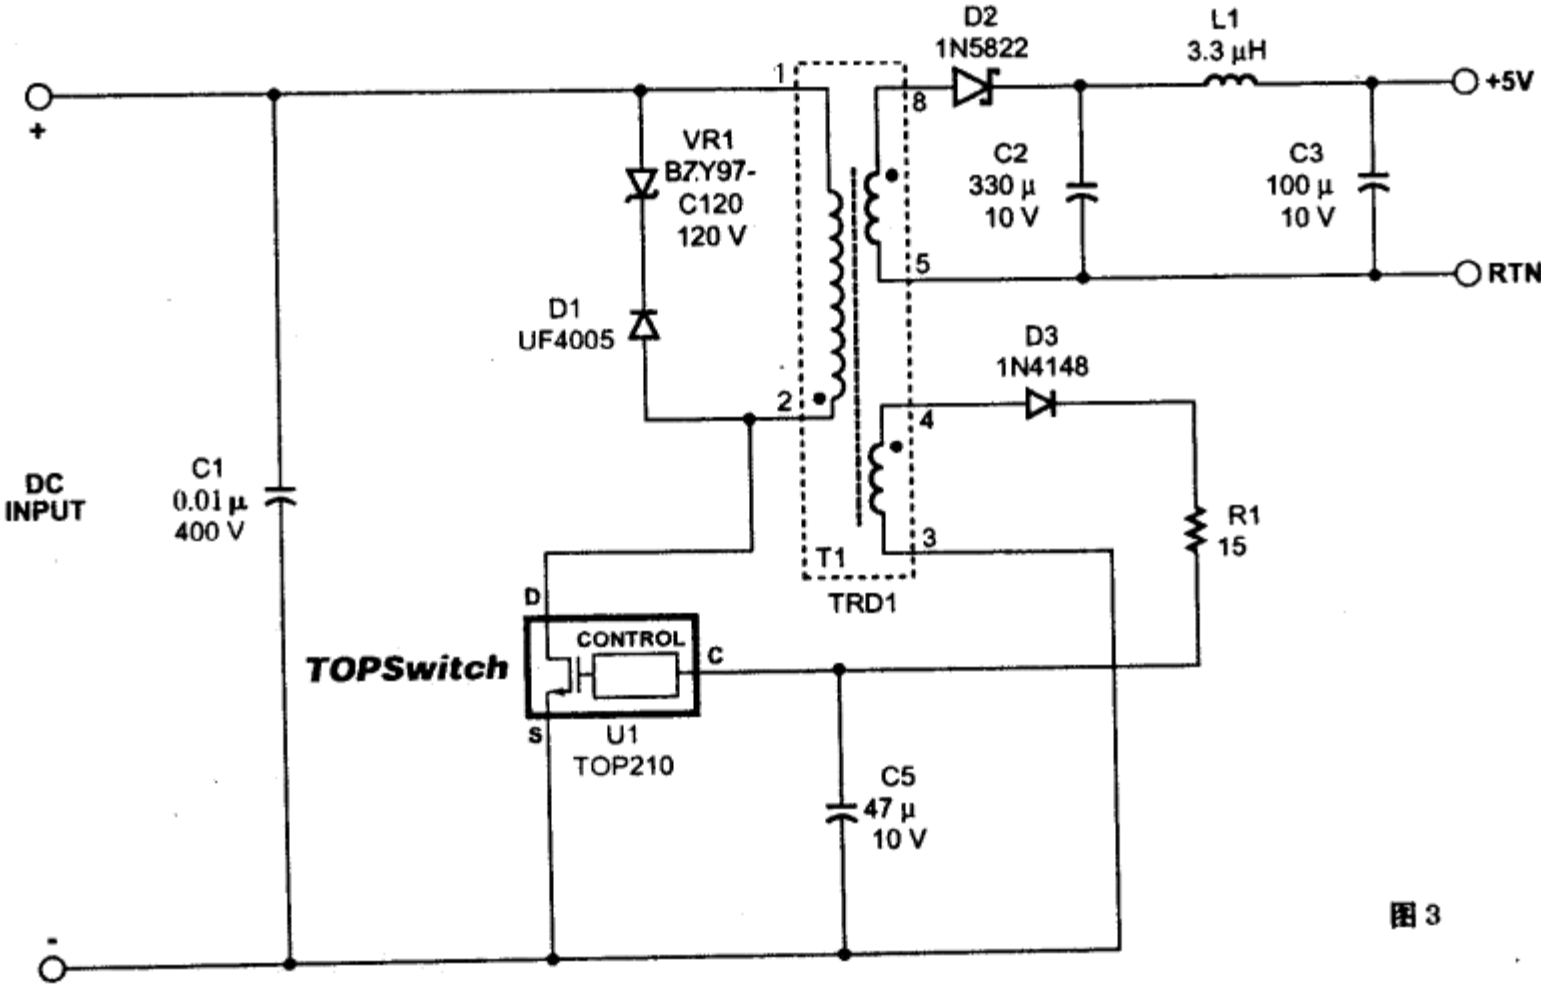 D2
1N5822
L1
3.3 μH
1
8
+5V
+
VR1
BZY97-
C120
120 V
C2
330 μ
10 V
C3
100 μ
10 V
5
RTN
D1
UF4005
D3
1N4148
2
4
DC
INPUT
C1
0.01 μ
400 V
R1
15
3
T1
TRD1
D
CONTROL
C
TOPSwitch
S
U1
TOP210
C5
47 μ
10 V
图 3
-